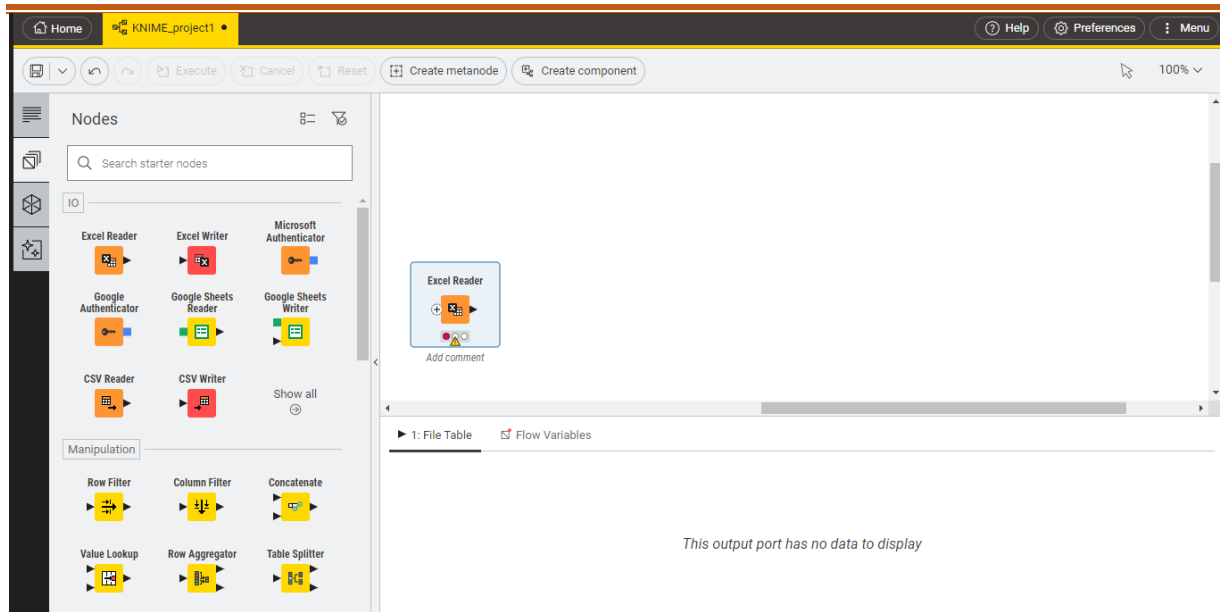 Home
KNIME_project1
Help
Preferences
Menu
Execute
Cancel
Reset
Create metanode
Create component
100%
Nodes
Search starter nodes
IO
Excel Reader
Excel Writer
Microsoft
Authenticator
Google
Authenticator
Google Sheets
Reader
Google Sheets
Writer
CSV Reader
CSV Writer
Show all
Manipulation
Row Filter
Column Filter
Concatenate
Value Lookup
Row Aggregator
Table Splitter
Excel Reader
Add comment
1: File Table
Flow Variables
This output port has no data to display